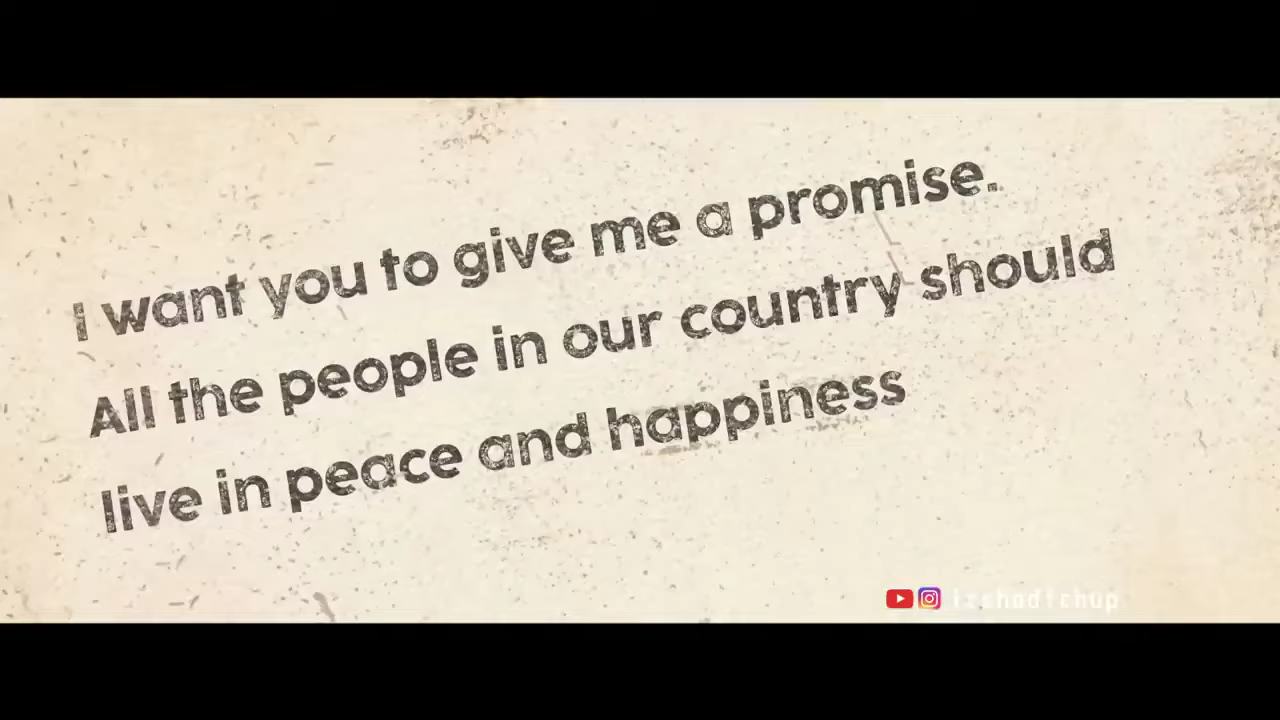 I want you to give me a promise.
All the people in our country should
live in peace and happiness